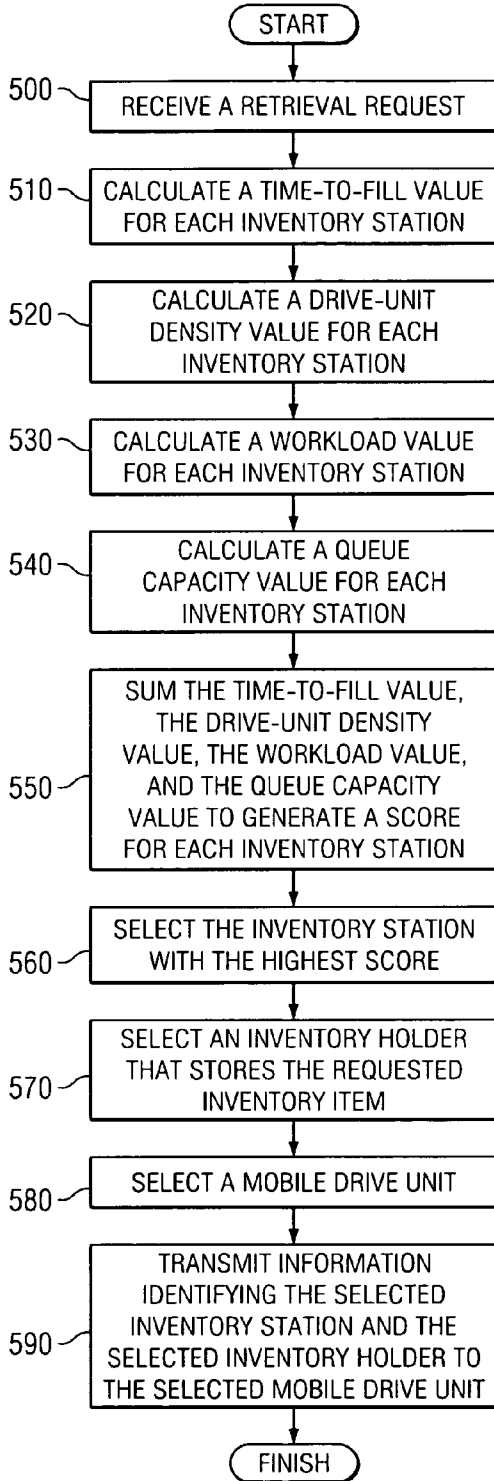 START
500
RECEIVE A RETRIEVAL REQUEST
510
CALCULATE A TIME-TO-FILL VALUE
FOR EACH INVENTORY STATION
520
CALCULATE A DRIVE-UNIT
DENSITY VALUE FOR EACH
INVENTORY STATION
530
CALCULATE A WORKLOAD VALUE
FOR EACH INVENTORY STATION
540
CALCULATE A QUEUE
CAPACITY VALUE FOR EACH
INVENTORY STATION
550
SUM THE TIME-TO-FILL VALUE,
THE DRIVE-UNIT DENSITY
VALUE, THE WORKLOAD VALUE,
AND THE QUEUE CAPACITY
VALUE TO GENERATE A SCORE
FOR EACH INVENTORY STATION
560
SELECT THE INVENTORY STATION
WITH THE HIGHEST SCORE
570
SELECT AN INVENTORY HOLDER
THAT STORES THE REQUESTED
INVENTORY ITEM
580
SELECT A MOBILE DRIVE UNIT
590
TRANSMIT INFORMATION
IDENTIFYING THE SELECTED
INVENTORY STATION AND THE
SELECTED INVENTORY HOLDER TO
THE SELECTED MOBILE DRIVE UNIT
FINISH